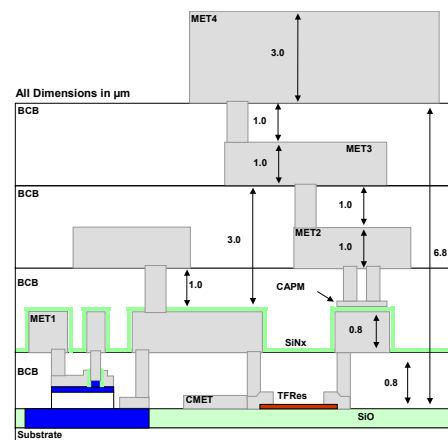 MET4
3.0
All Dimensions in µm
BCB
1.0
1.0
MET3
BCB
1.0
3.0
MET2
1.0
6.8
1.0
BCB
CAPM
MET1
0.8
SiNx
BCB
0.8
CMET
TFRes
SiO
Substrate